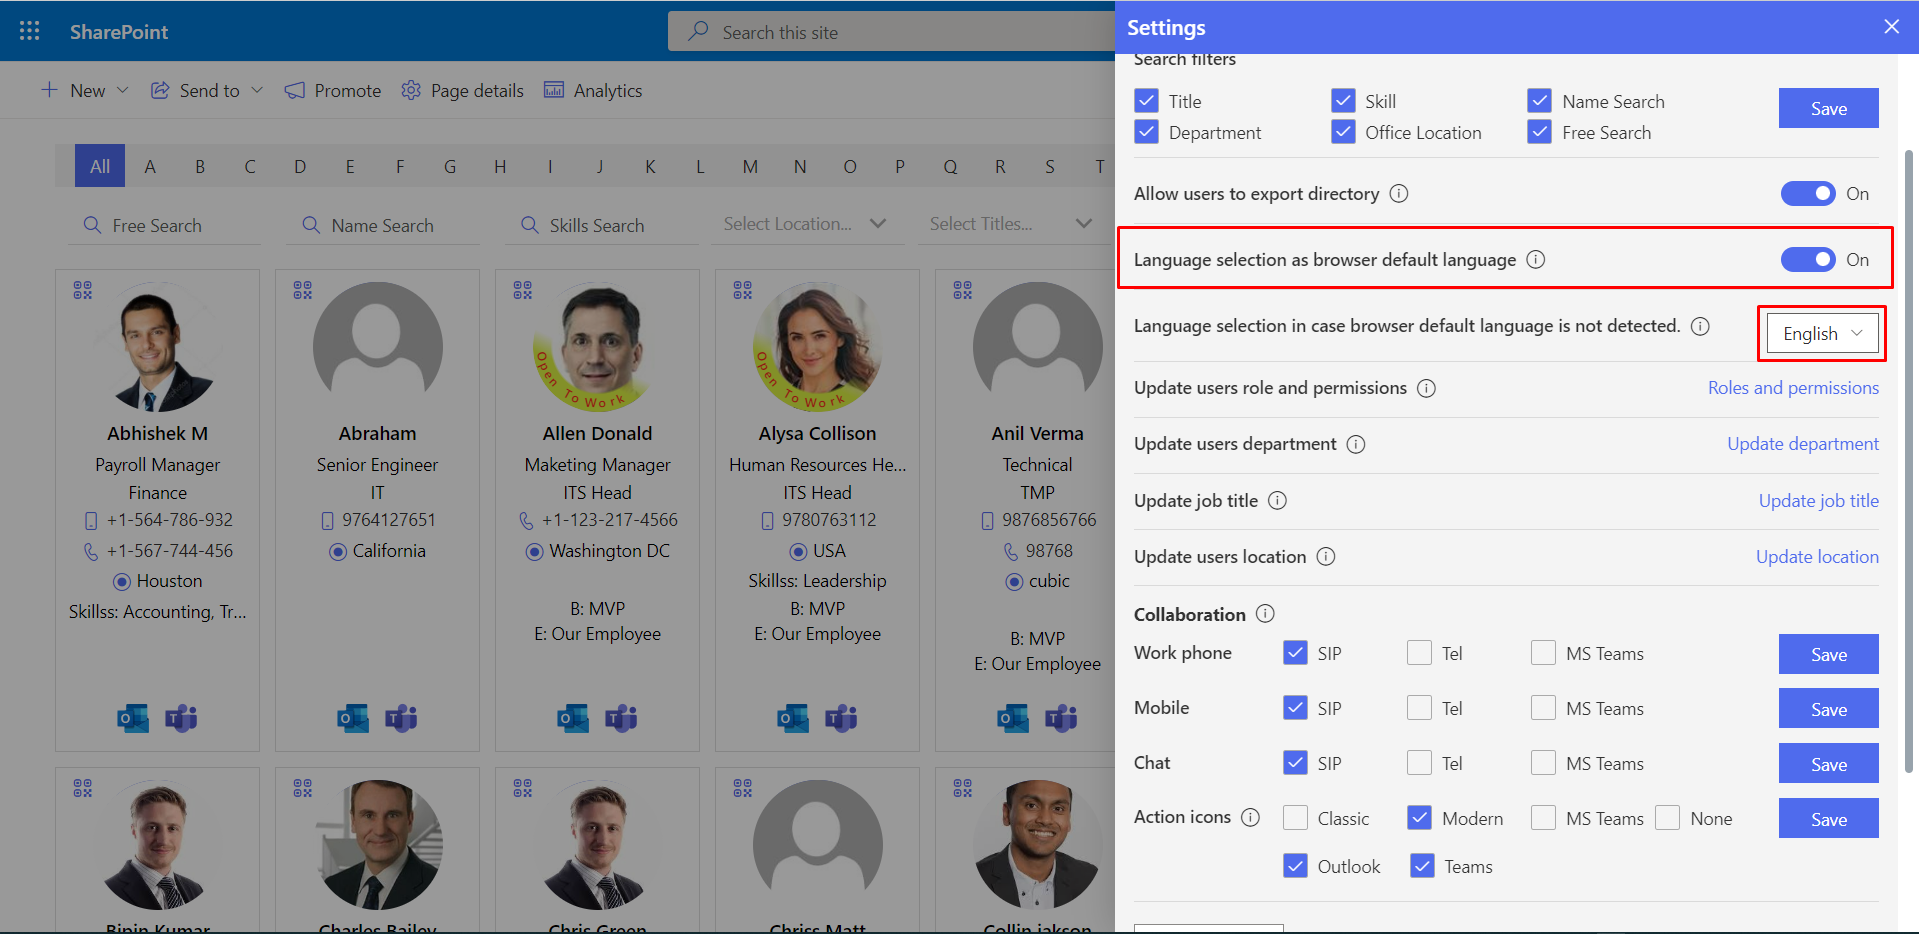 SharePoint
Search this site
Settings
New
Send to
Promote
Page details
Analytics
All A B C D E F G H I J K L M N O P Q R S T
Free Search
Name Search
Skills Search
Select Location...
Select Titles...
Open To Work
Open To Work
Abhishek M
Payroll Manager
Finance
+1-564-786-932
+1-567-744-456
Houston
Skillss: Accounting, Tr...
Abraham
Senior Engineer
IT
9764127651
California
Allen Donald
Maketing Manager
ITS Head
+1-123-217-4566
Washington DC
B: MVP
E: Our Employee
Alysa Collison
Human Resources He...
ITS Head
9780763112
USA
Skillss: Leadership
B: MVP
E: Our Employee
Anil Verma
Technical
TMP
9876856766
98768
cubic
B: MVP
E: Our Employee
Bipin Kumar
Charles Bailey
Chris Green
Chriss Matt
Collin jakson
Search filters
Title
Skill
Name Search
Save
Department
Office Location
Free Search
Allow users to export directory
On
Language selection as browser default language
On
Language selection in case browser default language is not detected.
English
Update users role and permissions
Roles and permissions
Update users department
Update department
Update job title
Update job title
Update users location
Update location
Collaboration
Work phone
SIP
Tel
MS Teams
Save
Mobile
SIP
Tel
MS Teams
Save
Chat
SIP
Tel
MS Teams
Save
Action icons
Classic
Modern
MS Teams
None
Save
Outlook
Teams